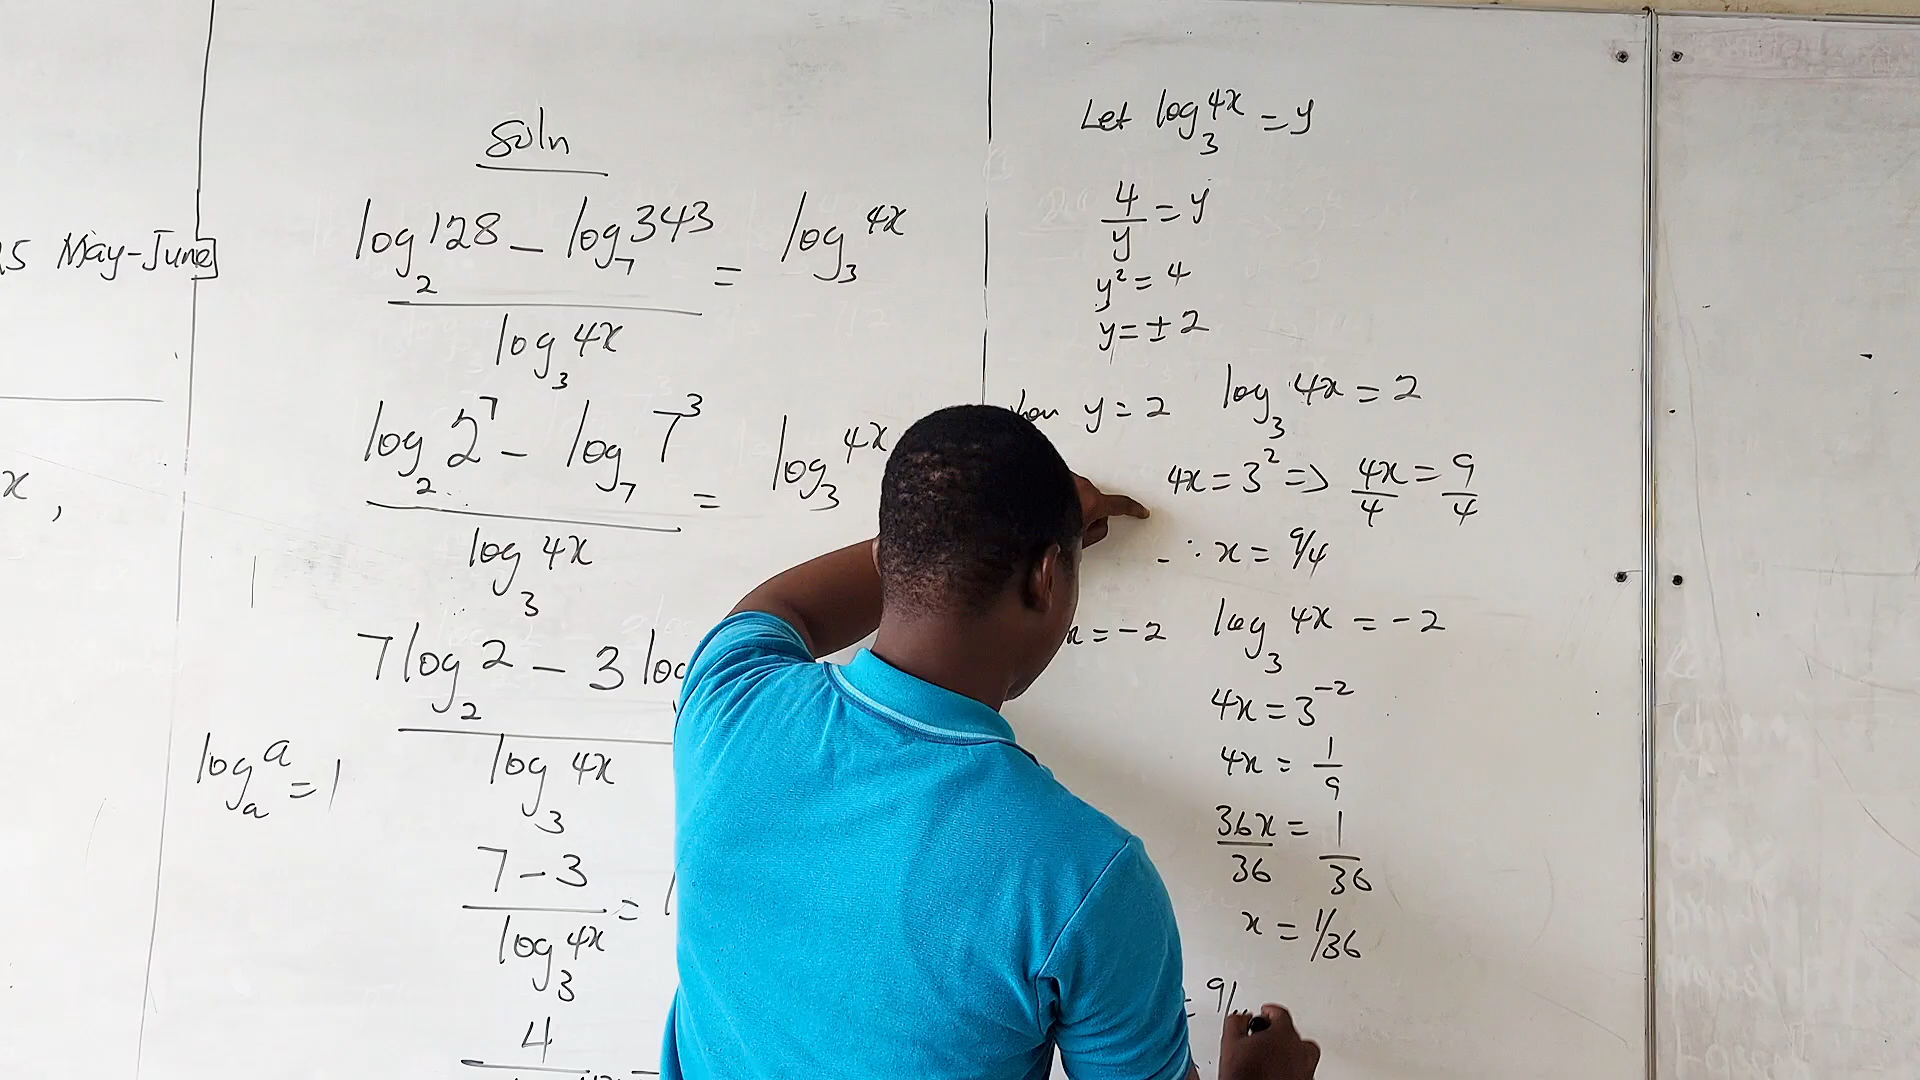 25 May-June]
x,
soln
log₂128 - log₇343 / log₃4x = log₃4x
log₂2⁷ - log₇7³ / log₃4x = log₃4x
7log₂2 - 3 log / log₃4x
logₐa = 1
7-3 / log₃4x =
4
Let log₃4x = y
4/y = y
y² = 4
y = ±2
y = 2 log₃4x = 2
4x = 3² => 4x/4 = 9/4
∴ x = 9/4
= -2 log₃4x = -2
4x = 3⁻²
4x = 1/9
36x/36 = 1/36
x = 1/36
= 9/